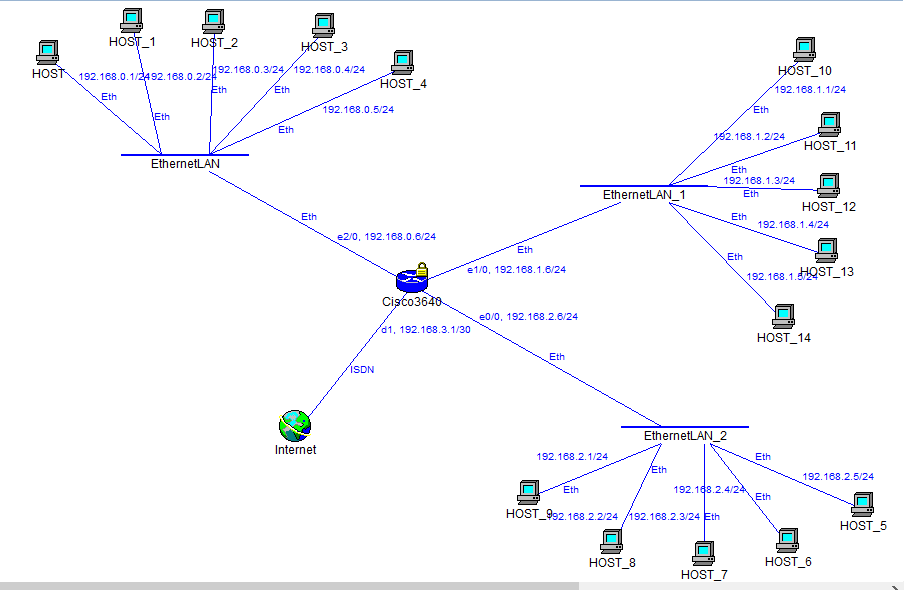 HOST
HOST_1
HOST_2
HOST_3
HOST_4
192.168.0.1/24
192.168.0.2/24
192.168.0.3/24
192.168.0.4/24
192.168.0.5/24
Eth
Eth
Eth
Eth
Eth
EthernetLAN
Eth
e2/0, 192.168.0.6/24
HOST_10
192.168.1.1/24
Eth
192.168.1.2/24
HOST_11
Eth
192.168.1.3/24
Eth
HOST_12
EthernetLAN_1
Eth
192.168.1.4/24
Eth
HOST_13
192.168.1.5/24
HOST_14
Eth
e1/0, 192.168.1.6/24
Cisco3640
e0/0, 192.168.2.6/24
d1, 192.168.3.1/30
Eth
ISDN
Internet
EthernetLAN_2
192.168.2.1/24
Eth
Eth
Eth
192.168.2.5/24
192.168.2.4/24
Eth
HOST_9
192.168.2.2/24
192.168.2.3/24
Eth
HOST_5
HOST_8
HOST_7
HOST_6